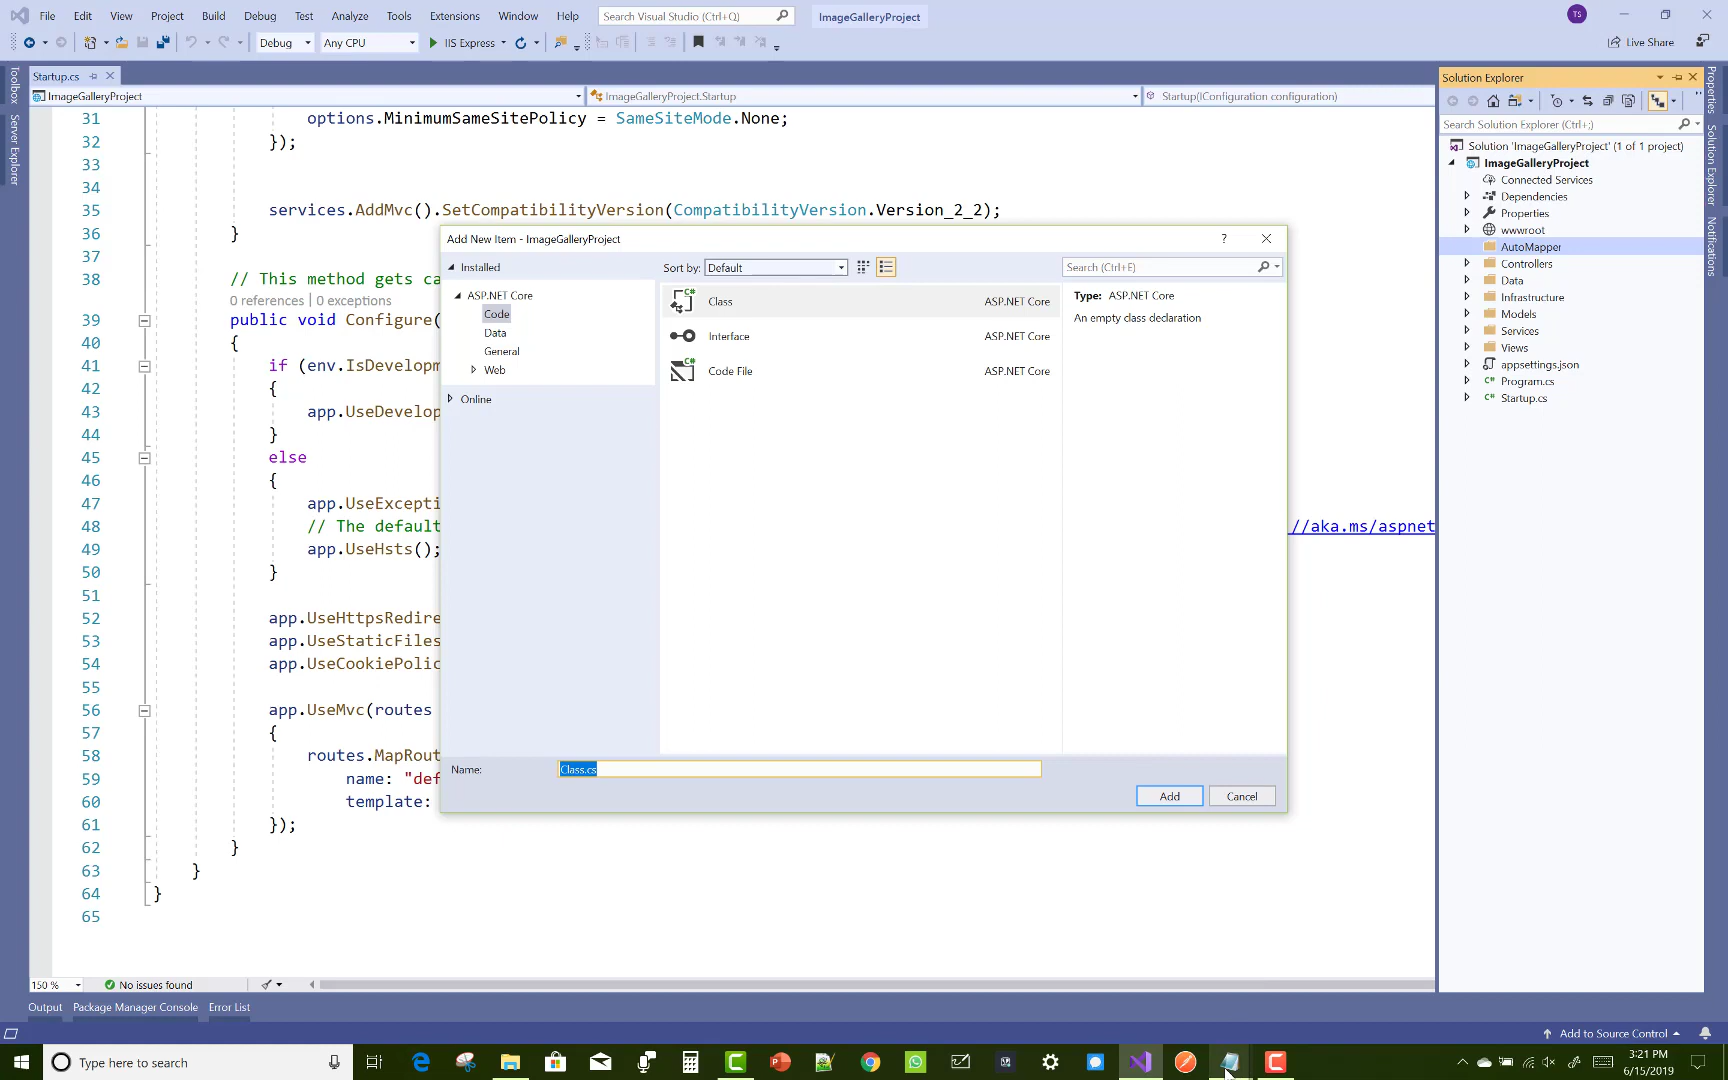 File Edit View Project Build Debug Test Analyze Tools Extensions Window Help Search Visual Studio (Ctrl+Q) ImageGalleryProject TS
Debug Any CPU IIS Express Live Share
Startup.cs
ImageGalleryProject ImageGalleryProject.Startup Startup(IConfiguration configuration)
Toolbox
Server Explorer
31 options.MinimumSameSitePolicy = SameSiteMode.None;
32 });
33
34
35 services.AddMvc().SetCompatibilityVersion(CompatibilityVersion.Version_2_2);
36 }
37
38 // This method gets ca
0 references | 0 exceptions
39 public void Configure(
40 {
41 if (env.IsDevelopm
42 {
43 app.UseDevelop
44 }
45 else
46 {
47 app.UseExcepti
48 // The default //aka.ms/aspnet
49 app.UseHsts();
50 }
51
52 app.UseHttpsRedire
53 app.UseStaticFiles
54 app.UseCookiePolic
55
56 app.UseMvc(routes
57 {
58 routes.MapRout
59 name: "def
60 template:
61 });
62 }
63 }
64 }
65
Add New Item - ImageGalleryProject ?
Installed
Sort by: Default
Search (Ctrl+E)
ASP.NET Core
Code
Data
General
Web
Online
C# Class ASP.NET Core
Interface ASP.NET Core
C# Code File ASP.NET Core
Type: ASP.NET Core
An empty class declaration
Name: Class.cs
Add Cancel
Solution Explorer
Search Solution Explorer (Ctrl+;)
Solution 'ImageGalleryProject' (1 of 1 project)
ImageGalleryProject
Connected Services
Dependencies
Properties
wwwroot
AutoMapper
Controllers
Data
Infrastructure
Models
Services
Views
appsettings.json
C# Program.cs
C# Startup.cs
Properties
Solution Explorer
Notifications
150 % No issues found
Output Package Manager Console Error List
Add to Source Control
Type here to search
3:21 PM
6/15/2019